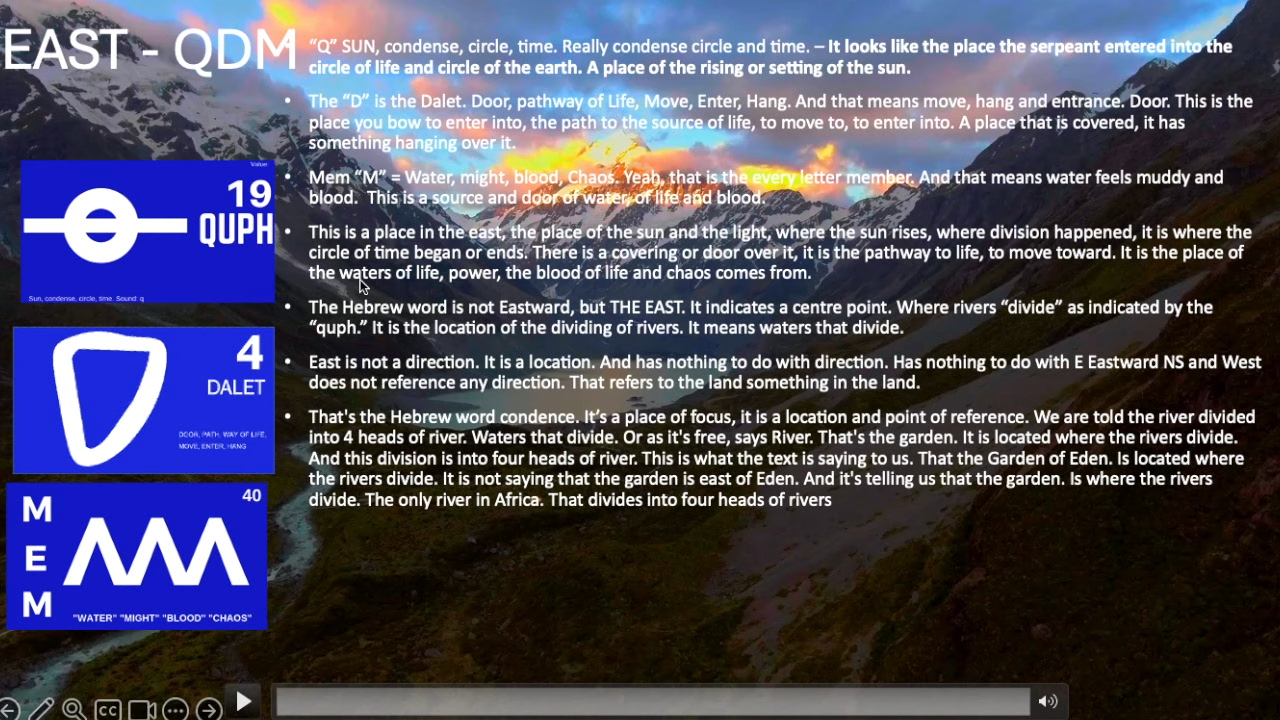 EAST - QDM
• "Q" SUN, condense, circle, time. Really condense circle and time. – It looks like the place the serpeant entered into the
circle of life and circle of the earth. A place of the rising or setting of the sun.
• The "D" is the Dalet. Door, pathway of Life, Move, Enter, Hang. And that means move, hang and entrance. Door. This is the
place you bow to enter into, the path to the source of life, to move to, to enter into. A place that is covered, it has
something hanging over it.
• Mem "M" = Water, might, blood, Chaos. Yeah, that is the every letter member. And that means water feels muddy and
blood. This is a source and door of water, of life and blood.
• This is a place in the east, the place of the sun and the light, where the sun rises, where division happened, it is where the
circle of time began or ends. There is a covering or door over it, it is the pathway to life, to move toward. It is the place of
the waters of life, power, the blood of life and chaos comes from.
• The Hebrew word is not Eastward, but THE EAST. It indicates a centre point. Where rivers "divide" as indicated by the
"quph." It is the location of the dividing of rivers. It means waters that divide.
• East is not a direction. It is a location. And has nothing to do with direction. Has nothing to do with E Eastward NS and West
does not reference any direction. That refers to the land something in the land.
• That's the Hebrew word condence. It's a place of focus, it is a location and point of reference. We are told the river divided
into 4 heads of river. Waters that divide. Or as it's free, says River. That's the garden. It is located where the rivers divide.
And this division is into four heads of river. This is what the text is saying to us. That the Garden of Eden. Is located where
the rivers divide. It is not saying that the garden is east of Eden. And it's telling us that the garden. Is where the rivers
divide. The only river in Africa. That divides into four heads of rivers
Value:
19
QUPH
Sun, condense, circle, time. Sound: q
4
DALET
DOOR, PATH, WAY OF LIFE,
MOVE, ENTER, HANG
40
MEM
"WATER" "MIGHT" "BLOOD" "CHAOS"
CC